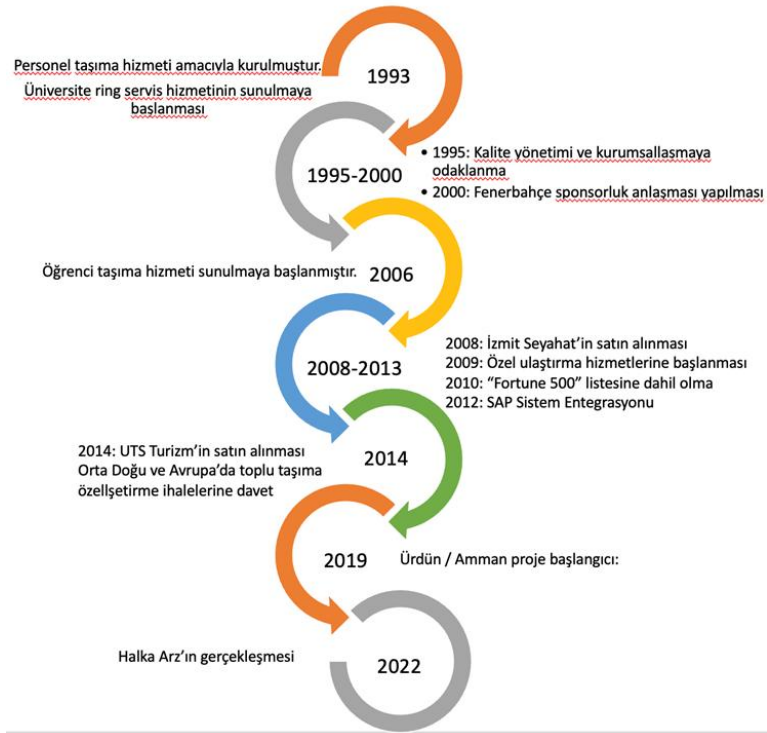 Personel taşıma hizmeti amacıyla kurulmuştur.
Üniversite ring servis hizmetinin sunulmaya
başlanması
1993
1995-2000
• 1995: Kalite yönetimi ve kurumsallaşmaya
odaklanma
• 2000: Fenerbahçe sponsorluk anlaşması yapılması
Öğrenci taşıma hizmeti sunulmaya başlanmıştır.
2006
2008-2013
2008: İzmit Seyahat’in satın alınması
2009: Özel ulaştırma hizmetlerine başlanması
2010: “Fortune 500” listesine dahil olma
2012: SAP Sistem Entegrasyonu
2014: UTS Turizm’in satın alınması
Orta Doğu ve Avrupa’da toplu taşıma
özellşetirme ihalelerine davet
2014
2019
Ürdün / Amman proje başlangıcı:
Halka Arz’ın gerçekleşmesi
2022